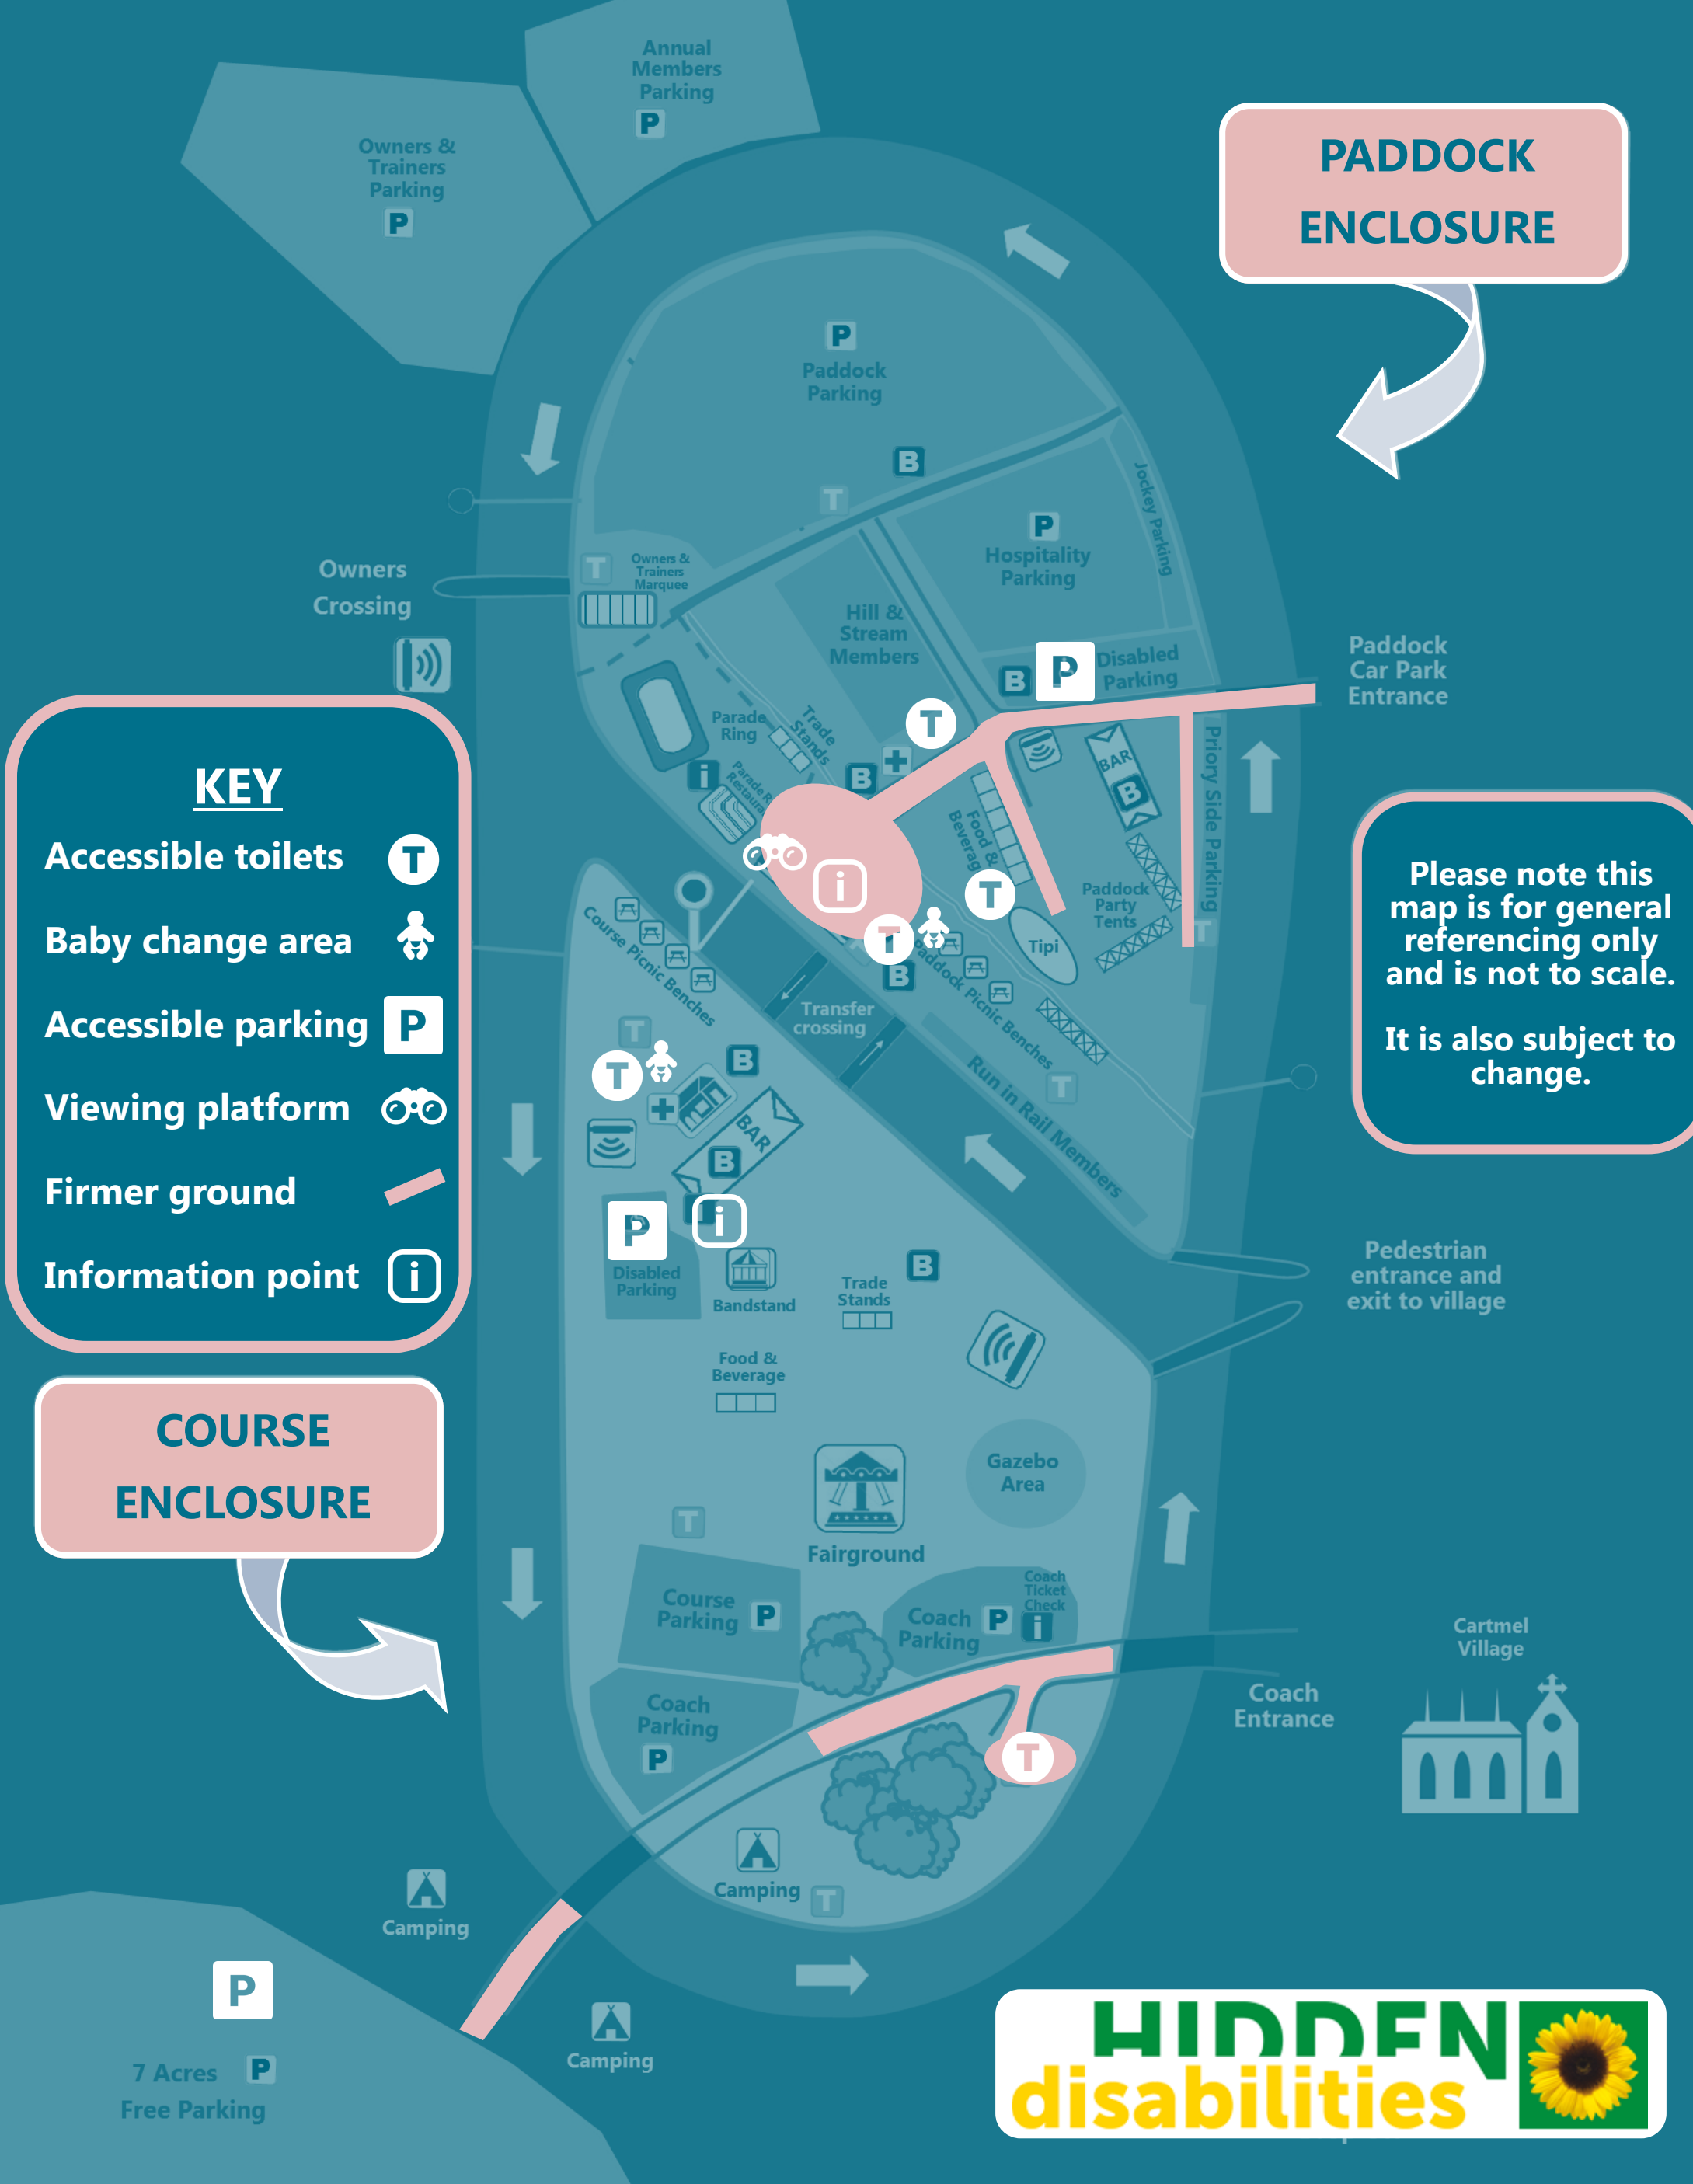 Annual
Members
Parking
P
Owners &
Trainers
Parking
P
PADDOCK
ENCLOSURE
P
Paddock
Parking
B
T
Jockey Parking
P
Hospitality
Parking
T
Owners &
Trainers
Marquee
Owners
Crossing
Hill &
Stream
Members
B
P
Disabled
Parking
Paddock
Car Park
Entrance
T
Parade
Ring
Trade
Stands
i
B
Parade
BAR
B
Priory Side Parking
Food &
T
i
Paddock
Party
Tents
T
T
Tipi
B
Paddock Picnic Benches
Course Picnic Benches
Transfer
crossing
T
Run in Rail Members
KEY
Accessible toilets T
Baby change area
Accessible parking P
Viewing platform
Firmer ground
Information point i
Please note this
map is for general
referencing only
and is not to scale.
It is also subject to
change.
T
T
B
BAR
B
P
i
Disabled
Parking
Bandstand
Trade
Stands
B
Food &
Beverage
Pedestrian
entrance and
exit to village
COURSE
ENCLOSURE
Gazebo
Area
T
Fairground
Course
Parking P
Coach
Parking
P
Coach
Ticket
Check
i
Coach
Parking
P
T
Cartmel
Village
Coach
Entrance
Camping
T
Camping
P
7 Acres P
Free Parking
Camping
HIDDEN
disabilities